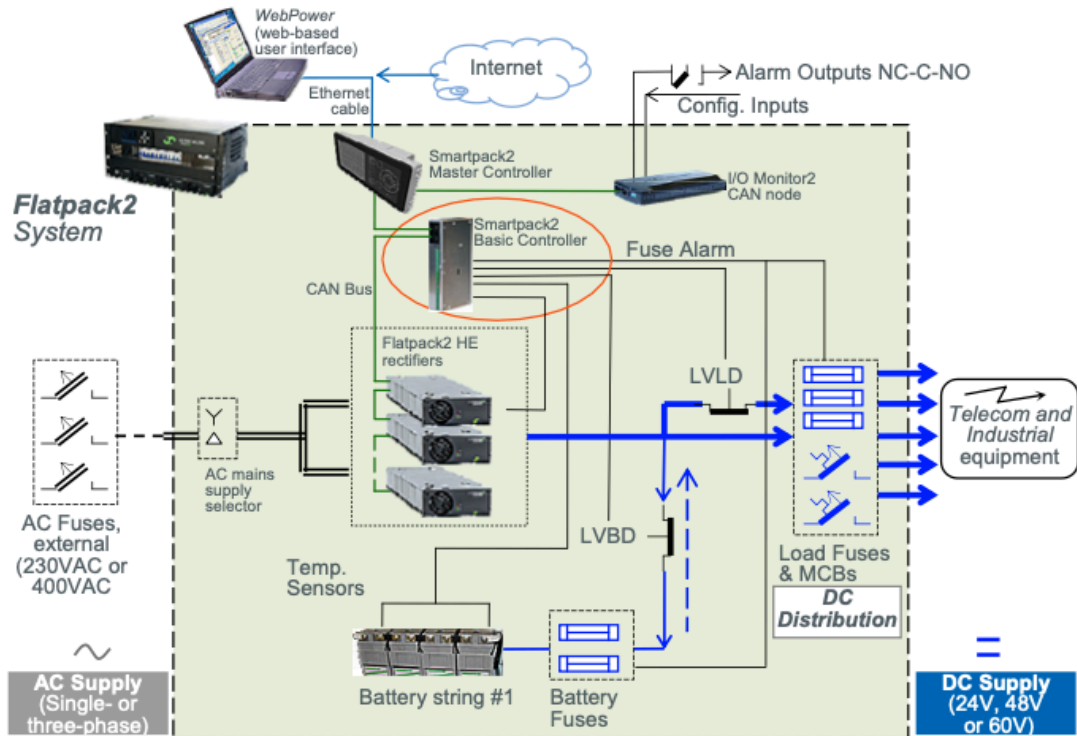 WebPower
(web-based
user interface)
Internet
Ethernet
cable
Alarm Outputs NC-C-NO
Config. Inputs
Smartpack2
Master Controller
I/O Monitor2
CAN node
Flatpack2
System
Smartpack2
Basic Controller
Fuse Alarm
CAN Bus
Flatpack2 HE
rectifiers
LVLD
Telecom and
Industrial
equipment
AC mains
supply
selector
AC Fuses,
external
(230VAC or
400VAC
LVBD
Load Fuses
& MCBs
Temp.
Sensors
DC
Distribution
Battery string #1
Battery
Fuses
AC Supply
(Single- or
three-phase)
DC Supply
(24V, 48V
or 60V)